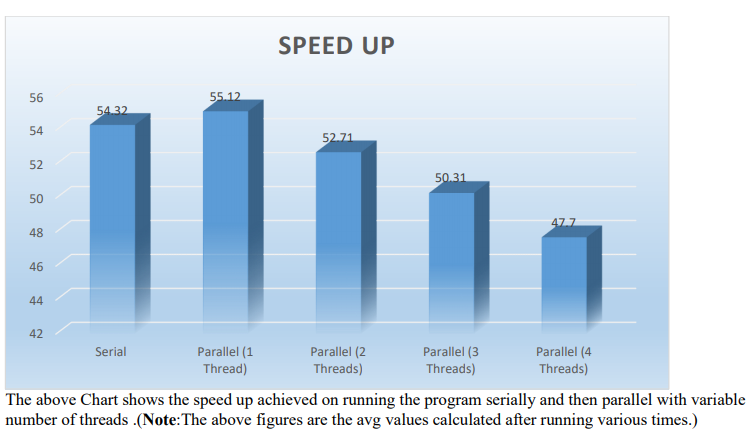 SPEED UP
56
54
52
50
48
46
44
42
54.32
55.12
52.71
50.31
47.7
Serial
Parallel (1
Thread)
Parallel (2
Threads)
Parallel (3
Threads)
Parallel (4
Threads)
The above Chart shows the speed up achieved on running the program serially and then parallel with variable
number of threads .(Note:The above figures are the avg values calculated after running various times.)